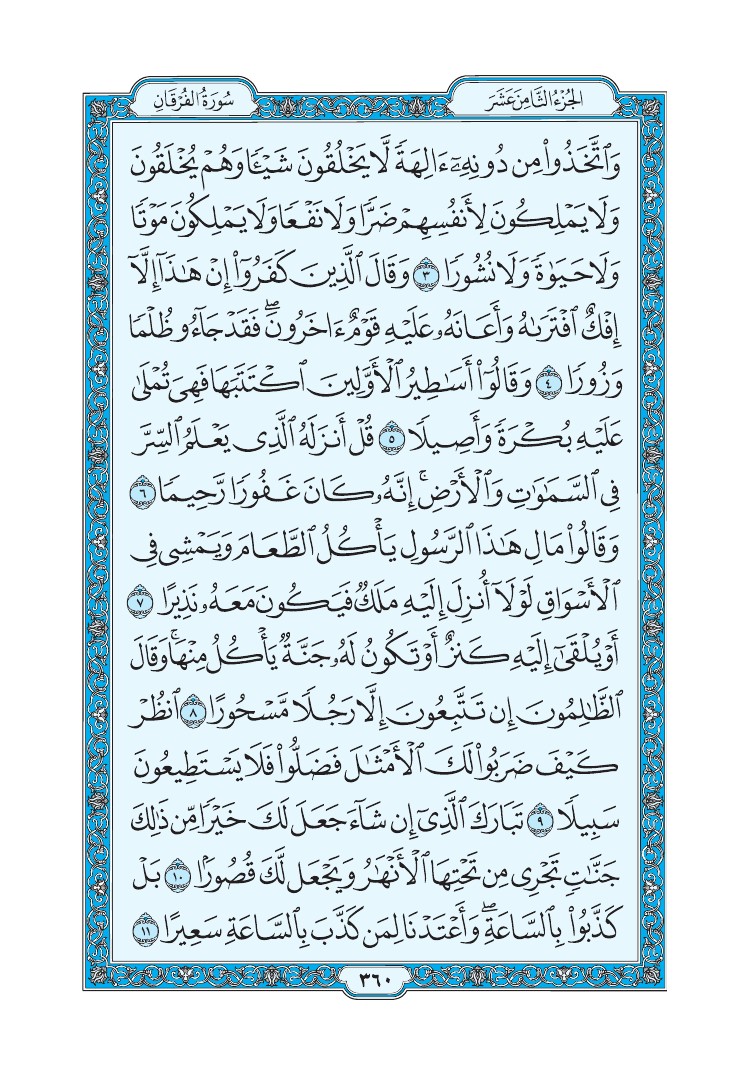 الجُزْءُ الثَّامِنَ عَشَرَ
سُورَةُ الفُرْقَانِ
وَٱتَّخَذُواْ مِن دُونِهِۦٓ ءَالِهَةٗ لَّا يَخْلُقُونَ شَيْـٔٗا وَهُمْ يُخْلَقُونَ
وَلَا يَمْلِكُونَ لِأَنفُسِهِمْ ضَرّٗا وَلَا نَفْعٗا وَلَا يَمْلِكُونَ مَوْتٗا
وَلَا حَيَوٰةٗ وَلَا نُشُورٗا ٣ وَقَالَ ٱلَّذِينَ كَفَرُوٓاْ إِنْ هَـٰذَآ إِلَّآ
إِفْكٌ ٱفْتَرَىٰهُ وَأَعَانَهُۥ عَلَيْهِ قَوْمٌ ءَاخَرُونَۖ فَقَدْ جَآءُو ظُلْمٗا
وَزُورٗا ٤ وَقَالُوٓاْ أَسَـٰطِيرُ ٱلْأَوَّلِينَ ٱكْتَتَبَهَا فَهِىَ تُمْلَىٰ
عَلَيْهِ بُكْرَةٗ وَأَصِيلٗا ٥ قُلْ أَنزَلَهُ ٱلَّذِى يَعْلَمُ ٱلسِّرَّ
فِى ٱلسَّمَـٰوَٰتِ وَٱلْأَرْضِۚ إِنَّهُۥ كَانَ غَفُورٗا رَّحِيمٗا ٦
وَقَالُواْ مَالِ هَـٰذَا ٱلرَّسُولِ يَأْكُلُ ٱلطَّعَامَ وَيَمْشِى فِى
ٱلْأَسْوَاقِ لَوْلَآ أُنزِلَ إِلَيْهِ مَلَكٌ فَيَكُونَ مَعَهُۥ نَذِيرًا ٧
أَوْ يُلْقَىٰٓ إِلَيْهِ كَنزٌ أَوْ تَكُونُ لَهُۥ جَنَّةٌ يَأْكُلُ مِنْهَاۚ وَقَالَ
ٱلظَّـٰلِمُونَ إِن تَتَّبِعُونَ إِلَّا رَجُلٗا مَّسْحُورًا ٨ ٱنظُرْ
كَيْفَ ضَرَبُواْ لَكَ ٱلْأَمْثَـٰلَ فَضَلُّواْ فَلَا يَسْتَطِيعُونَ
سَبِيلٗا ٩ تَبَارَكَ ٱلَّذِىٓ إِن شَآءَ جَعَلَ لَكَ خَيْرٗا مِّن ذَٰلِكَ
جَنَّـٰتٖ تَجْرِى مِن تَحْتِهَا ٱلْأَنْهَـٰرُ وَيَجْعَل لَّكَ قُصُورَۢا ١٠ بَلْ
كَذَّبُواْ بِٱلسَّاعَةِۖ وَأَعْتَدْنَا لِمَن كَذَّبَ بِٱلسَّاعَةِ سَعِيرًا ١١
٣٦٠